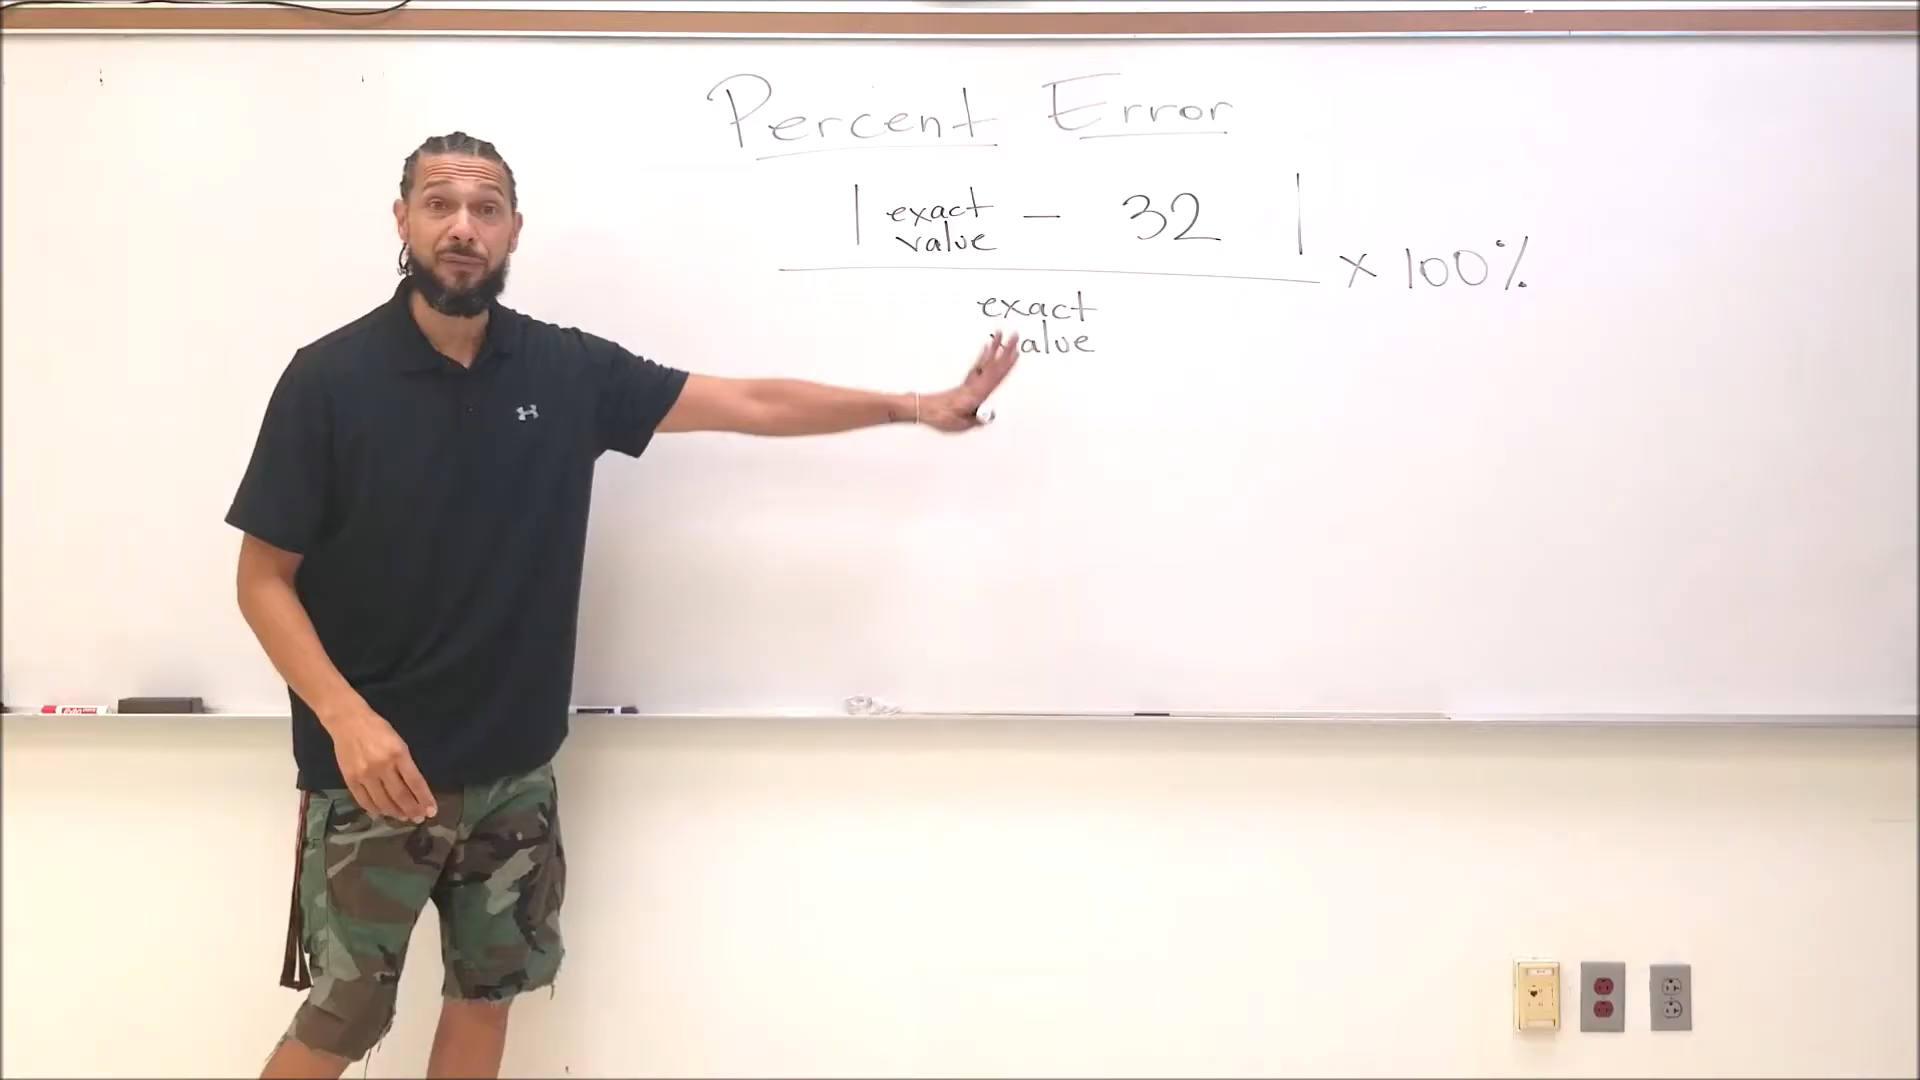 Percent Error
| exact value - 32 |
× 100%
exact
value